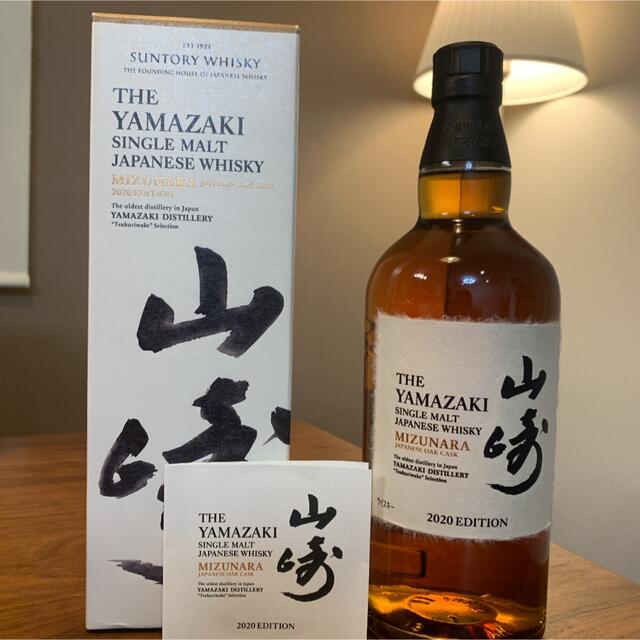 EST 1923
SUNTORY WHISKY
THE FOUNDING HOUSE OF JAPANESE WHISKY
THE
YAMAZAKI
SINGLE MALT
JAPANESE WHISKY
MIZUNARA JAPANESE OAK CASK
2020 EDITION
The oldest distillery in Japan
YAMAZAKI DISTILLERY
"Tsukuriwake" Selection
山崎
THE
YAMAZAKI
SINGLE MALT
JAPANESE WHISKY
MIZUNARA
JAPANESE OAK CASK
The oldest distillery in Japan
YAMAZAKI DISTILLERY
"Tsukuriwake" Selection
山崎
2020 EDITION
THE
YAMAZAKI
SINGLE MALT
JAPANESE WHISKY
MIZUNARA
JAPANESE OAK CASK
The oldest distillery in Japan
YAMAZAKI DISTILLERY
"Tsukuriwake" Selection
山崎
ウイスキー
2020 EDITION